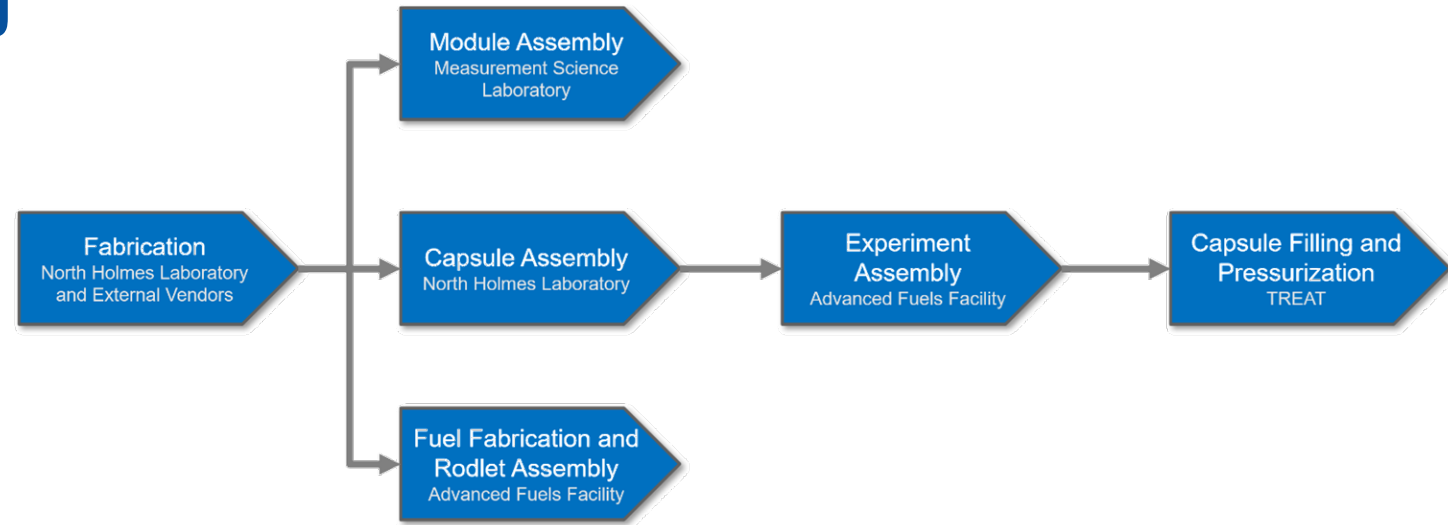 Module Assembly
Measurement Science
Laboratory
Fabrication
North Holmes Laboratory
and External Vendors
Capsule Assembly
North Holmes Laboratory
Experiment
Assembly
Advanced Fuels Facility
Capsule Filling and
Pressurization
TREAT
Fuel Fabrication and
Rodlet Assembly
Advanced Fuels Facility